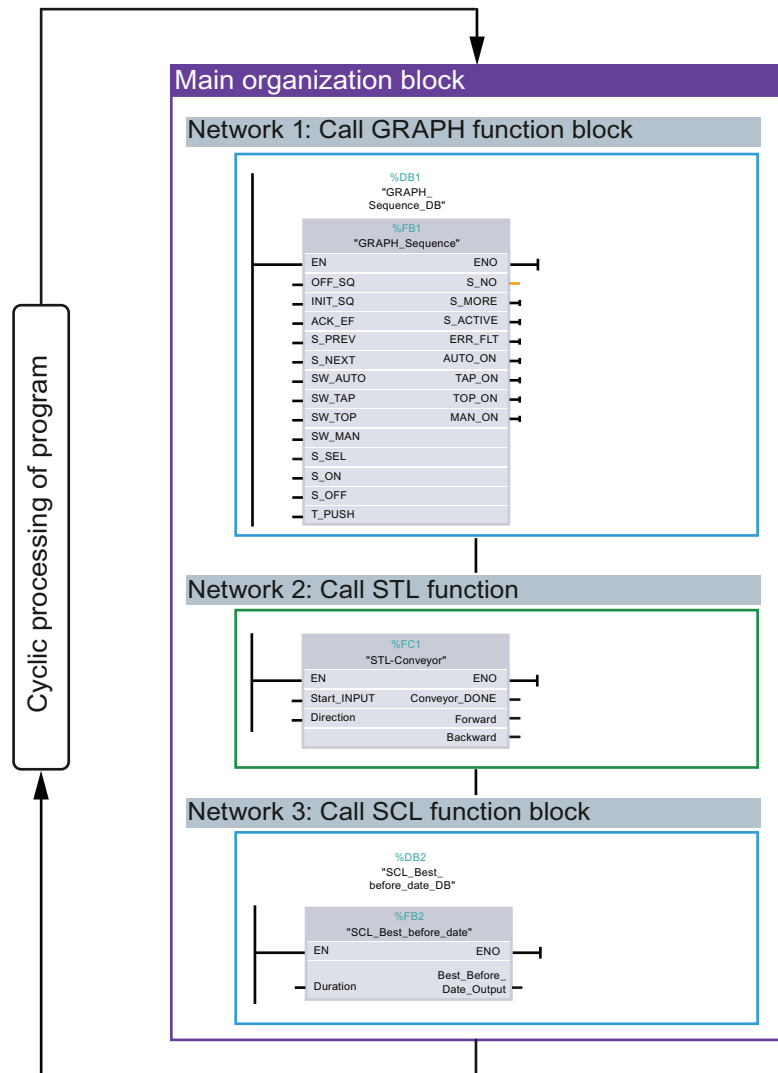 Main organization block
Network 1: Call GRAPH function block
%DB1
"GRAPH_
Sequence_DB"
%FB1
"GRAPH_Sequence"
EN ENO
OFF_SQ S_NO
INIT_SQ S_MORE
ACK_EF S_ACTIVE
S_PREV ERR_FLT
S_NEXT AUTO_ON
SW_AUTO TAP_ON
SW_TAP TOP_ON
SW_TOP MAN_ON
SW_MAN
S_SEL
S_ON
S_OFF
T_PUSH
Cyclic processing of program
Network 2: Call STL function
%FC1
"STL-Conveyor"
EN ENO
Start_INPUT Conveyor_DONE
Direction Forward
Backward
Network 3: Call SCL function block
%DB2
"SCL_Best_
before_date_DB"
%FB2
"SCL_Best_before_date"
EN ENO
Best_Before_
Duration Date_Output